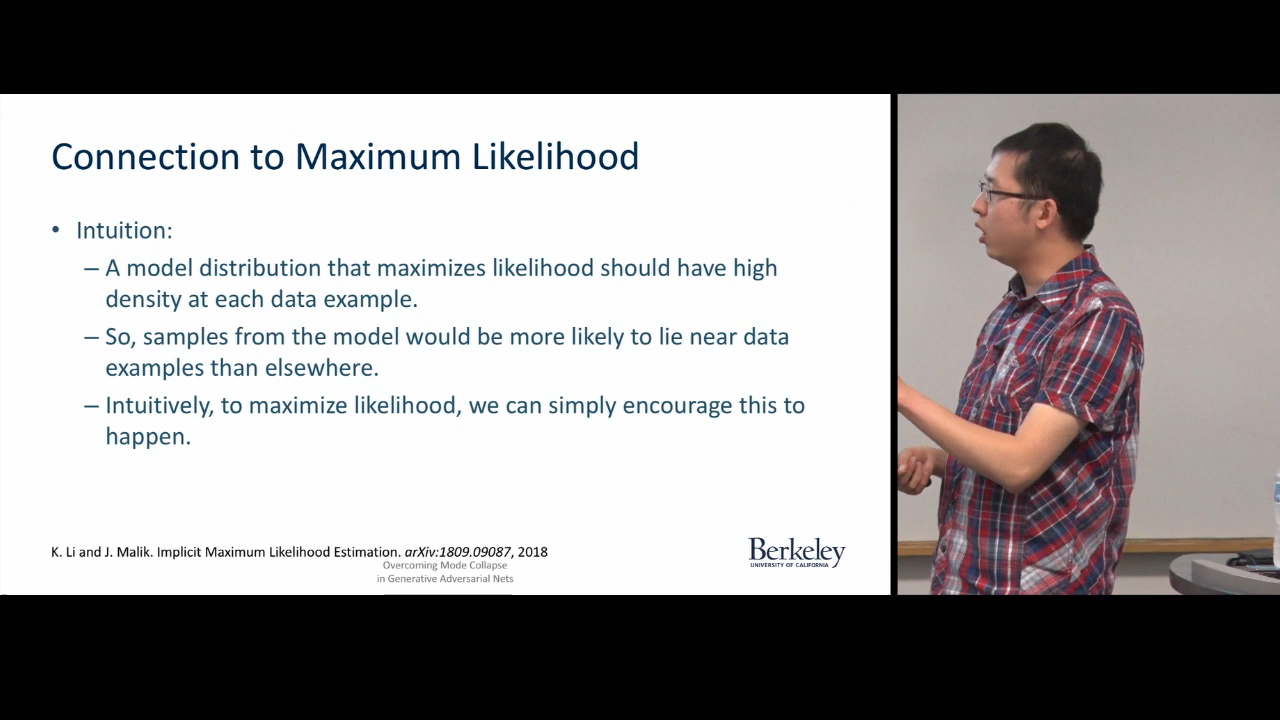 Connection to Maximum Likelihood
• Intuition:
– A model distribution that maximizes likelihood should have high
density at each data example.
– So, samples from the model would be more likely to lie near data
examples than elsewhere.
– Intuitively, to maximize likelihood, we can simply encourage this to
happen.
K. Li and J. Malik. Implicit Maximum Likelihood Estimation. arXiv:1809.09087, 2018
Overcoming Mode Collapse
in Generative Adversarial Nets
Berkeley
UNIVERSITY OF CALIFORNIA